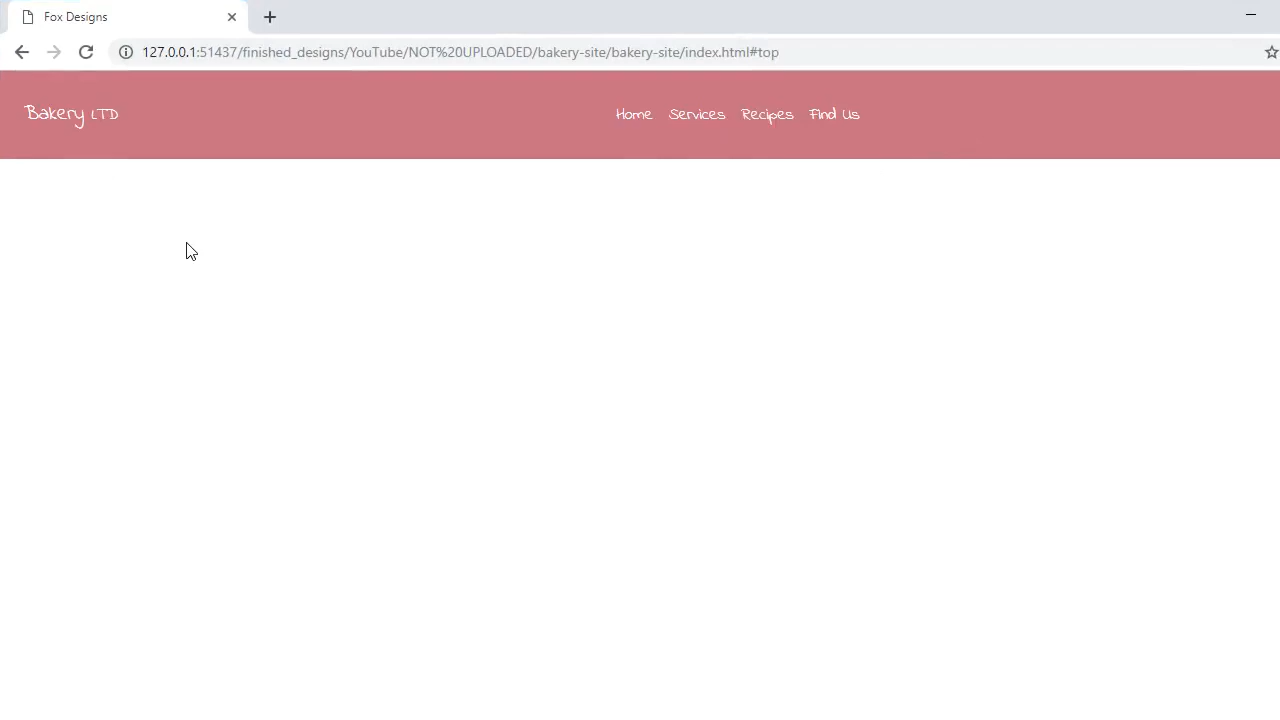 Fox Designs
127.0.0.1:51437/finished_designs/YouTube/NOT%20UPLOADED/bakery-site/bakery-site/index.html#top
Bakery LTD Home Services Recipes Find Us